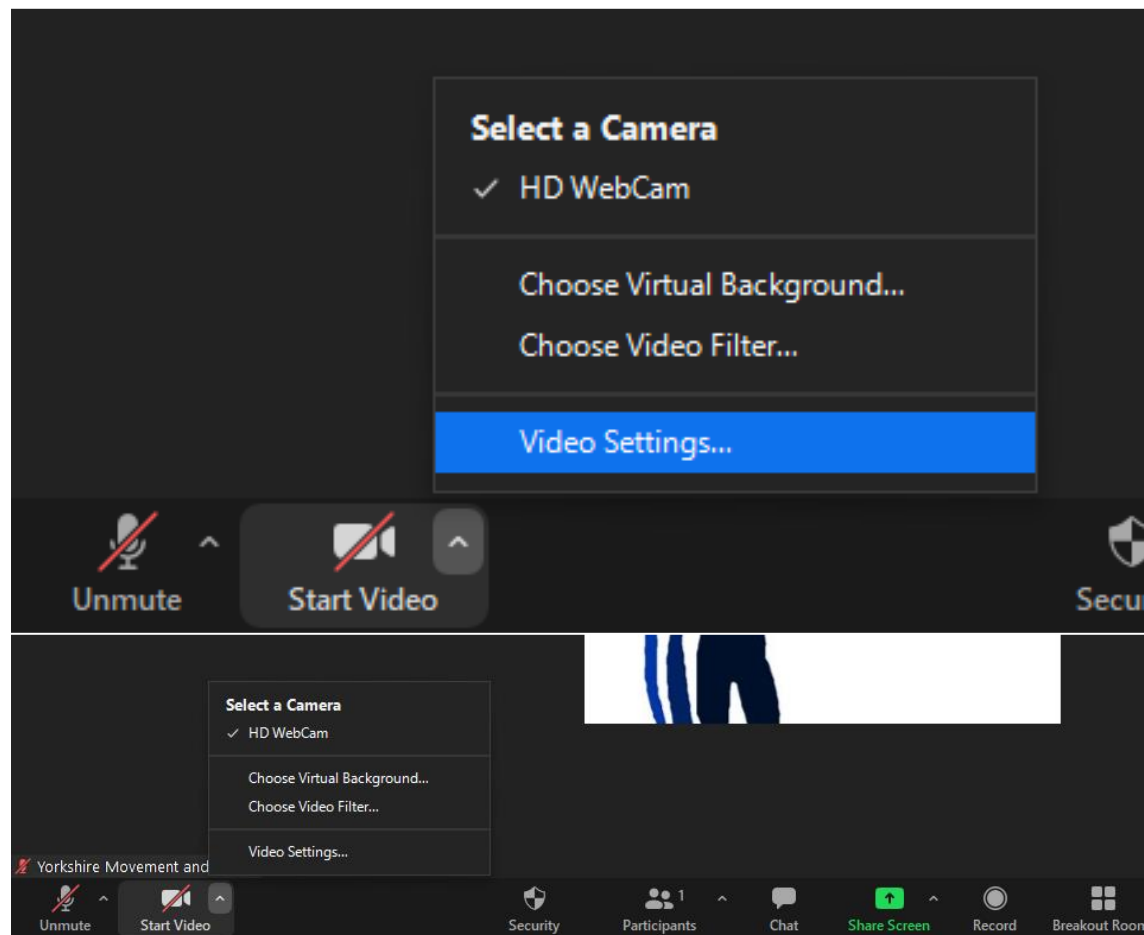 Select a Camera
HD WebCam
Choose Virtual Background...
Choose Video Filter...
Video Settings...
Unmute
Start Video
Secu
Select a Camera
HD WebCam
Choose Virtual Background...
Choose Video Filter...
Video Settings...
Yorkshire Movement and
1
Unmute
Start Video
Security
Participants
Chat
Share Screen
Record
Breakout Room